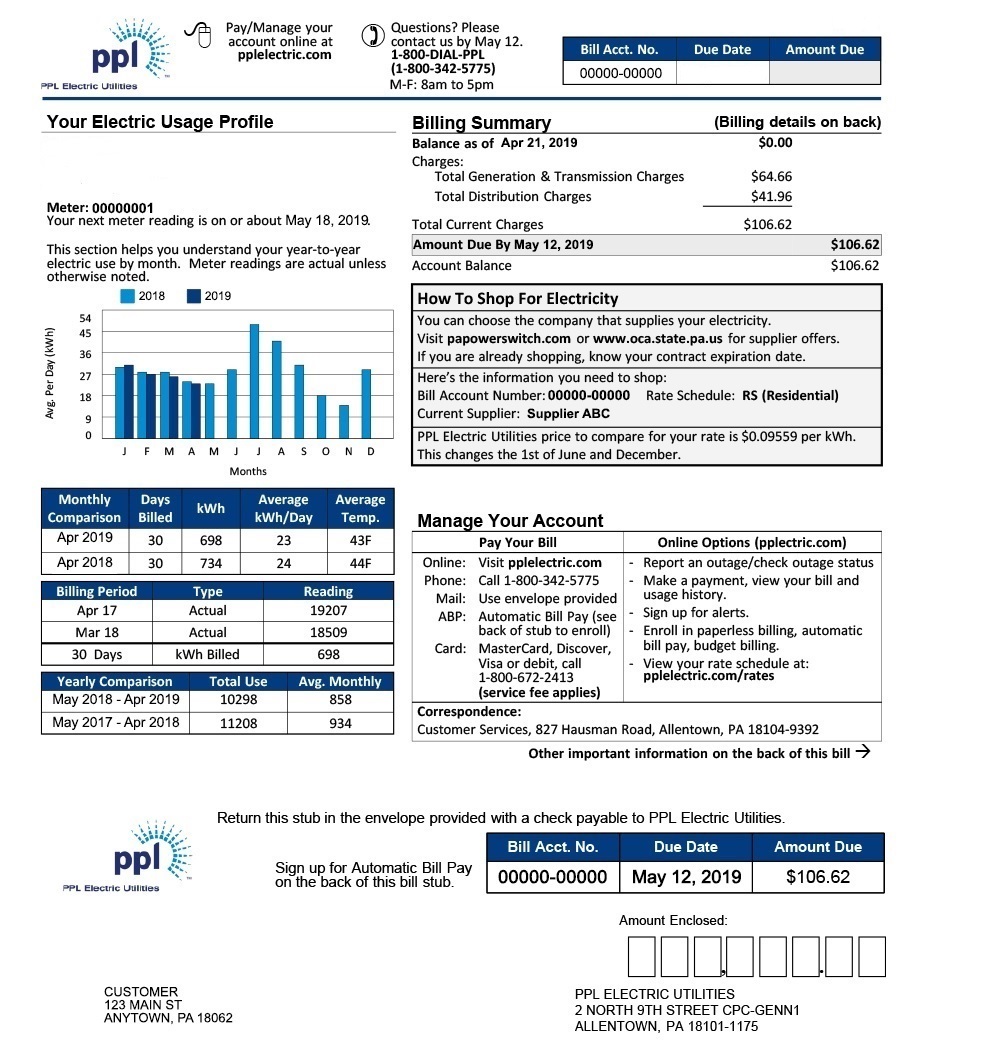 ppl
PPL Electric Utilities
Pay/Manage your
account online at
pplelectric.com
Questions? Please
contact us by May 12.
1-800-DIAL-PPL
(1-800-342-5775)
M-F: 8am to 5pm
Bill Acct. No. Due Date Amount Due
00000-00000
Your Electric Usage Profile
Meter: 00000001
Your next meter reading is on or about May 18, 2019.
This section helps you understand your year-to-year
electric use by month. Meter readings are actual unless
otherwise noted.
2018 2019
Avg. Per Day (kWh)
54
45
36
27
18
9
0
J F M A M J J A S O N D
Months
Monthly Comparison Days Billed kWh Average kWh/Day Average Temp.
Apr 2019 30 698 23 43F
Apr 2018 30 734 24 44F
Billing Period Type Reading
Apr 17 Actual 19207
Mar 18 Actual 18509
30 Days kWh Billed 698
Yearly Comparison Total Use Avg. Monthly
May 2018 - Apr 2019 10298 858
May 2017 - Apr 2018 11208 934
Billing Summary (Billing details on back)
Balance as of Apr 21, 2019 $0.00
Charges:
Total Generation & Transmission Charges $64.66
Total Distribution Charges $41.96
Total Current Charges $106.62
Amount Due By May 12, 2019 $106.62
Account Balance $106.62
How To Shop For Electricity
You can choose the company that supplies your electricity.
Visit papowerswitch.com or www.oca.state.pa.us for supplier offers.
If you are already shopping, know your contract expiration date.
Here's the information you need to shop:
Bill Account Number: 00000-00000 Rate Schedule: RS (Residential)
Current Supplier: Supplier ABC
PPL Electric Utilities price to compare for your rate is $0.09559 per kWh.
This changes the 1st of June and December.
Manage Your Account
Pay Your Bill
Online: Visit pplelectric.com
Phone: Call 1-800-342-5775
Mail: Use envelope provided
ABP: Automatic Bill Pay (see
back of stub to enroll)
Card: MasterCard, Discover,
Visa or debit, call
1-800-672-2413
(service fee applies)
Online Options (pplectric.com)
- Report an outage/check outage status
- Make a payment, view your bill and
usage history.
- Sign up for alerts.
- Enroll in paperless billing, automatic
bill pay, budget billing.
- View your rate schedule at:
pplelectric.com/rates
Correspondence:
Customer Services, 827 Hausman Road, Allentown, PA 18104-9392
Other important information on the back of this bill →
Return this stub in the envelope provided with a check payable to PPL Electric Utilities.
ppl
PPL Electric Utilities
Sign up for Automatic Bill Pay
on the back of this bill stub.
Bill Acct. No. Due Date Amount Due
00000-00000 May 12, 2019 $106.62
Amount Enclosed:
, .
CUSTOMER
123 MAIN ST
ANYTOWN, PA 18062
PPL ELECTRIC UTILITIES
2 NORTH 9TH STREET CPC-GENN1
ALLENTOWN, PA 18101-1175